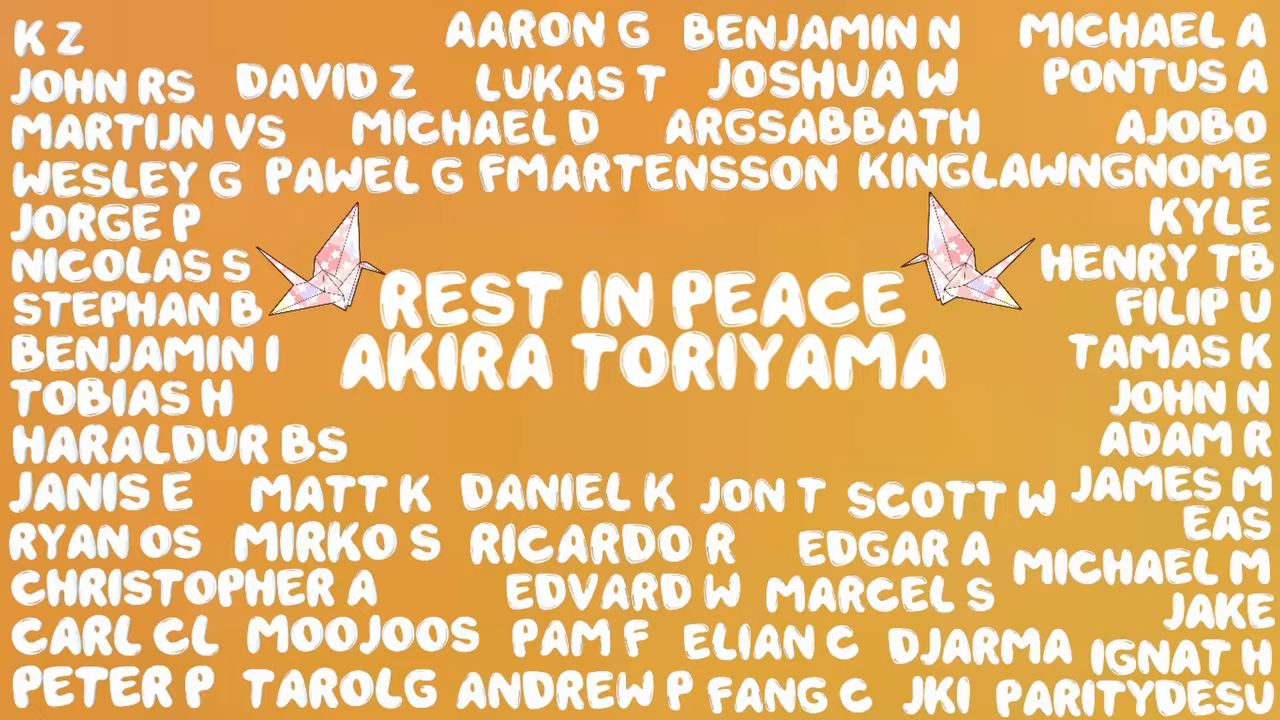 K Z AARON G BENJAMIN N MICHAEL A
JOHN RS DAVID Z LUKAS T JOSHUA W PONTUS A
MARTIJN VS MICHAEL D ARGSABBATH AJOBO
WESLEY G PAWEL G FMARTENSSON KINGLAWNGNOME
JORGE P KYLE
NICOLAS S HENRY TB
REST IN PEACE
STEPHAN B FILIP U
AKIRA TORIYAMA
BENJAMIN I TAMAS K
TOBIAS H JOHN N
HARALDUR BS ADAM R
JANIS E MATT K DANIEL K JON T SCOTT W JAMES M
EAS
RYAN OS MIRKO S RICARDO R EDGAR A MICHAEL M
CHRISTOPHER A EDVARD W MARCEL S JAKE
CARL CL MOOJOOS PAM F ELIAN C DJARMA IGNAT H
PETER P TAROLG ANDREW P FANG C JKI PARITYDESU